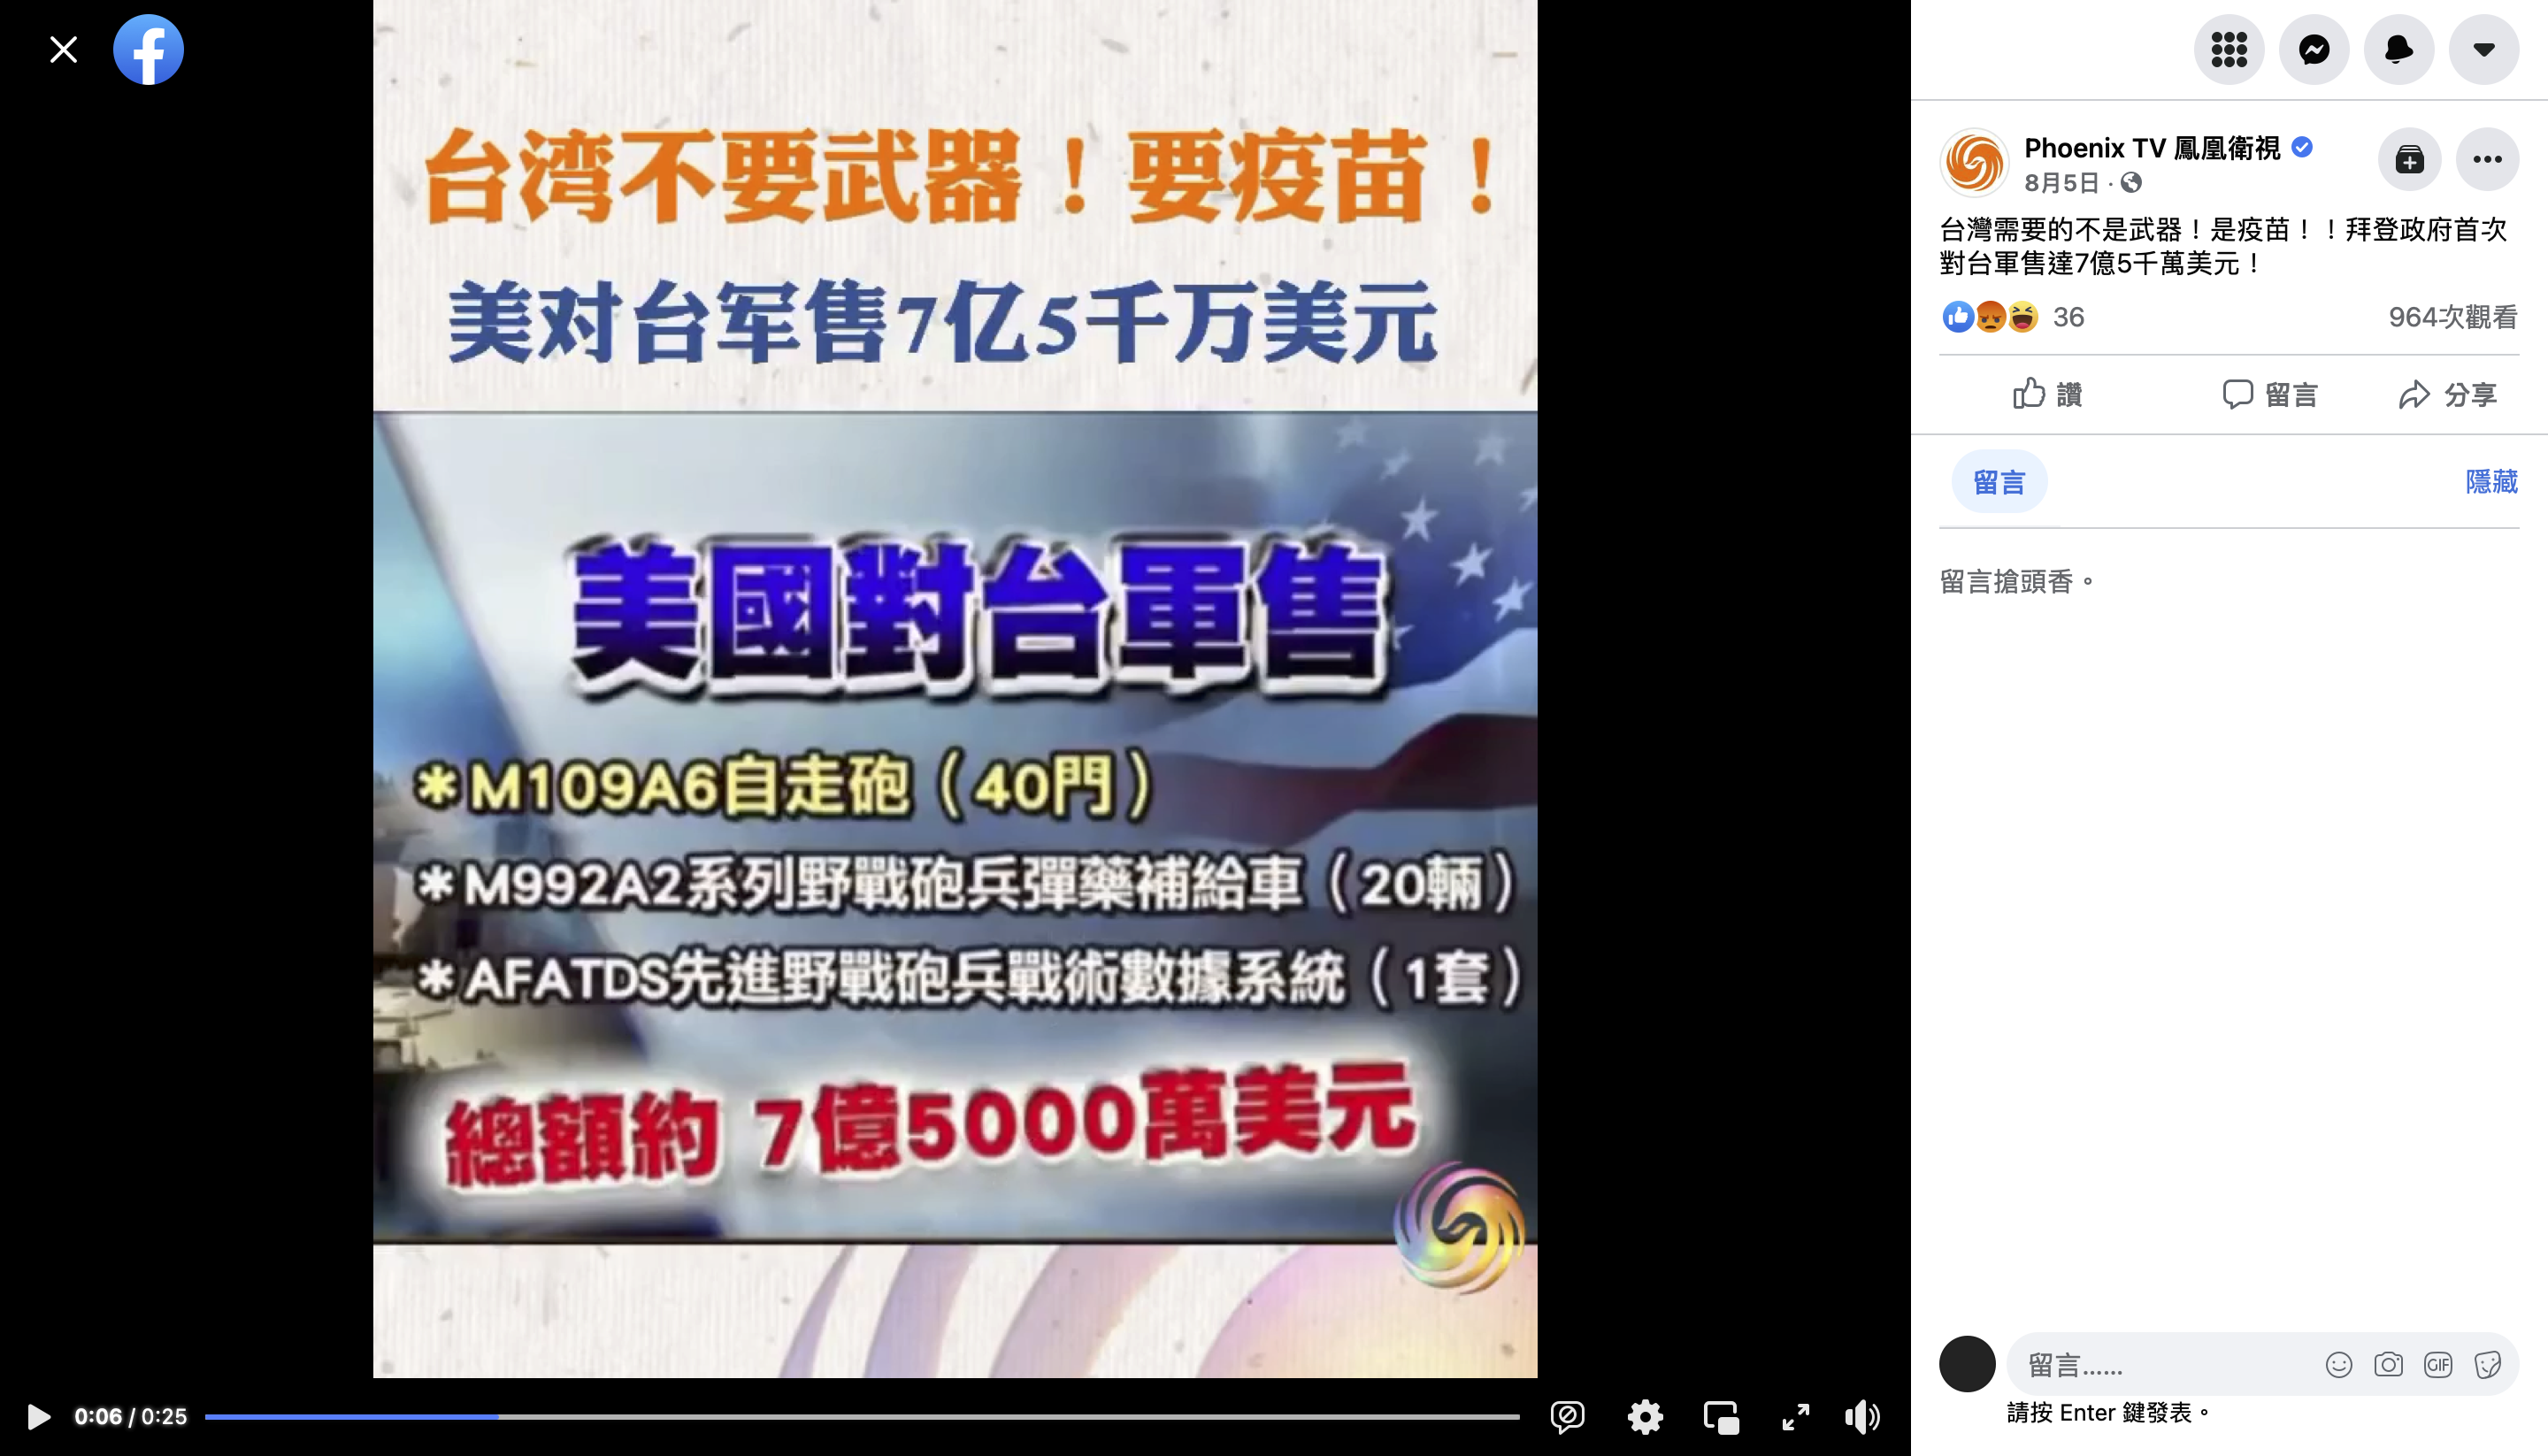 台湾不要武器！要疫苗！
美对台军售7亿5千万美元
美國對台軍售
＊M109A6自走砲（40門）
＊M992A2系列野戰砲兵彈藥補給車（20輛）
＊AFATDS先進野戰砲兵戰術數據系統（1套）
總額約 7億5000萬美元
0:06 / 0:25
Phoenix TV 鳳凰衛視
8月5日 ·
台灣需要的不是武器！是疫苗！！拜登政府首次
對台軍售達7億5千萬美元！
36
964次觀看
讚
留言
分享
留言
隱藏
留言搶頭香。
留言……
GIF
請按 Enter 鍵發表。